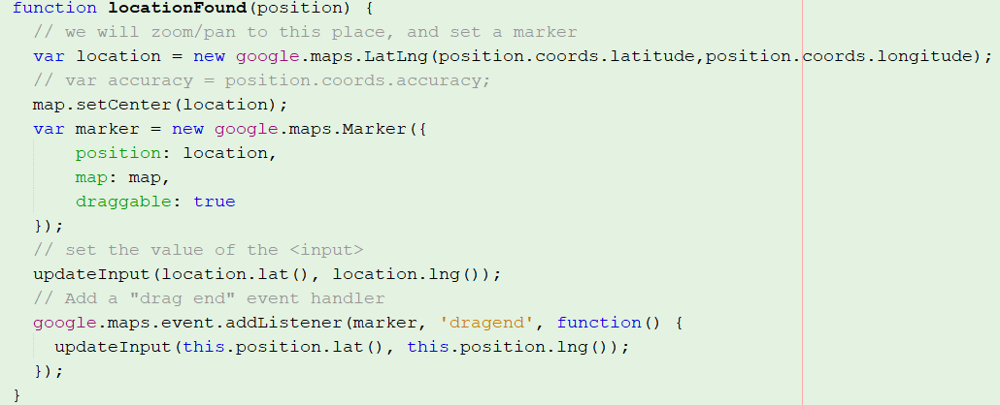 function locationFound(position) {
  // we will zoom/pan to this place, and set a marker
  var location = new google.maps.LatLng(position.coords.latitude,position.coords.longitude);
  // var accuracy = position.coords.accuracy;
  map.setCenter(location);
  var marker = new google.maps.Marker({
      position: location,
      map: map,
      draggable: true
  });
  // set the value of the <input>
  updateInput(location.lat(), location.lng());
  // Add a "drag end" event handler
  google.maps.event.addListener(marker, 'dragend', function() {
    updateInput(this.position.lat(), this.position.lng());
  });
}